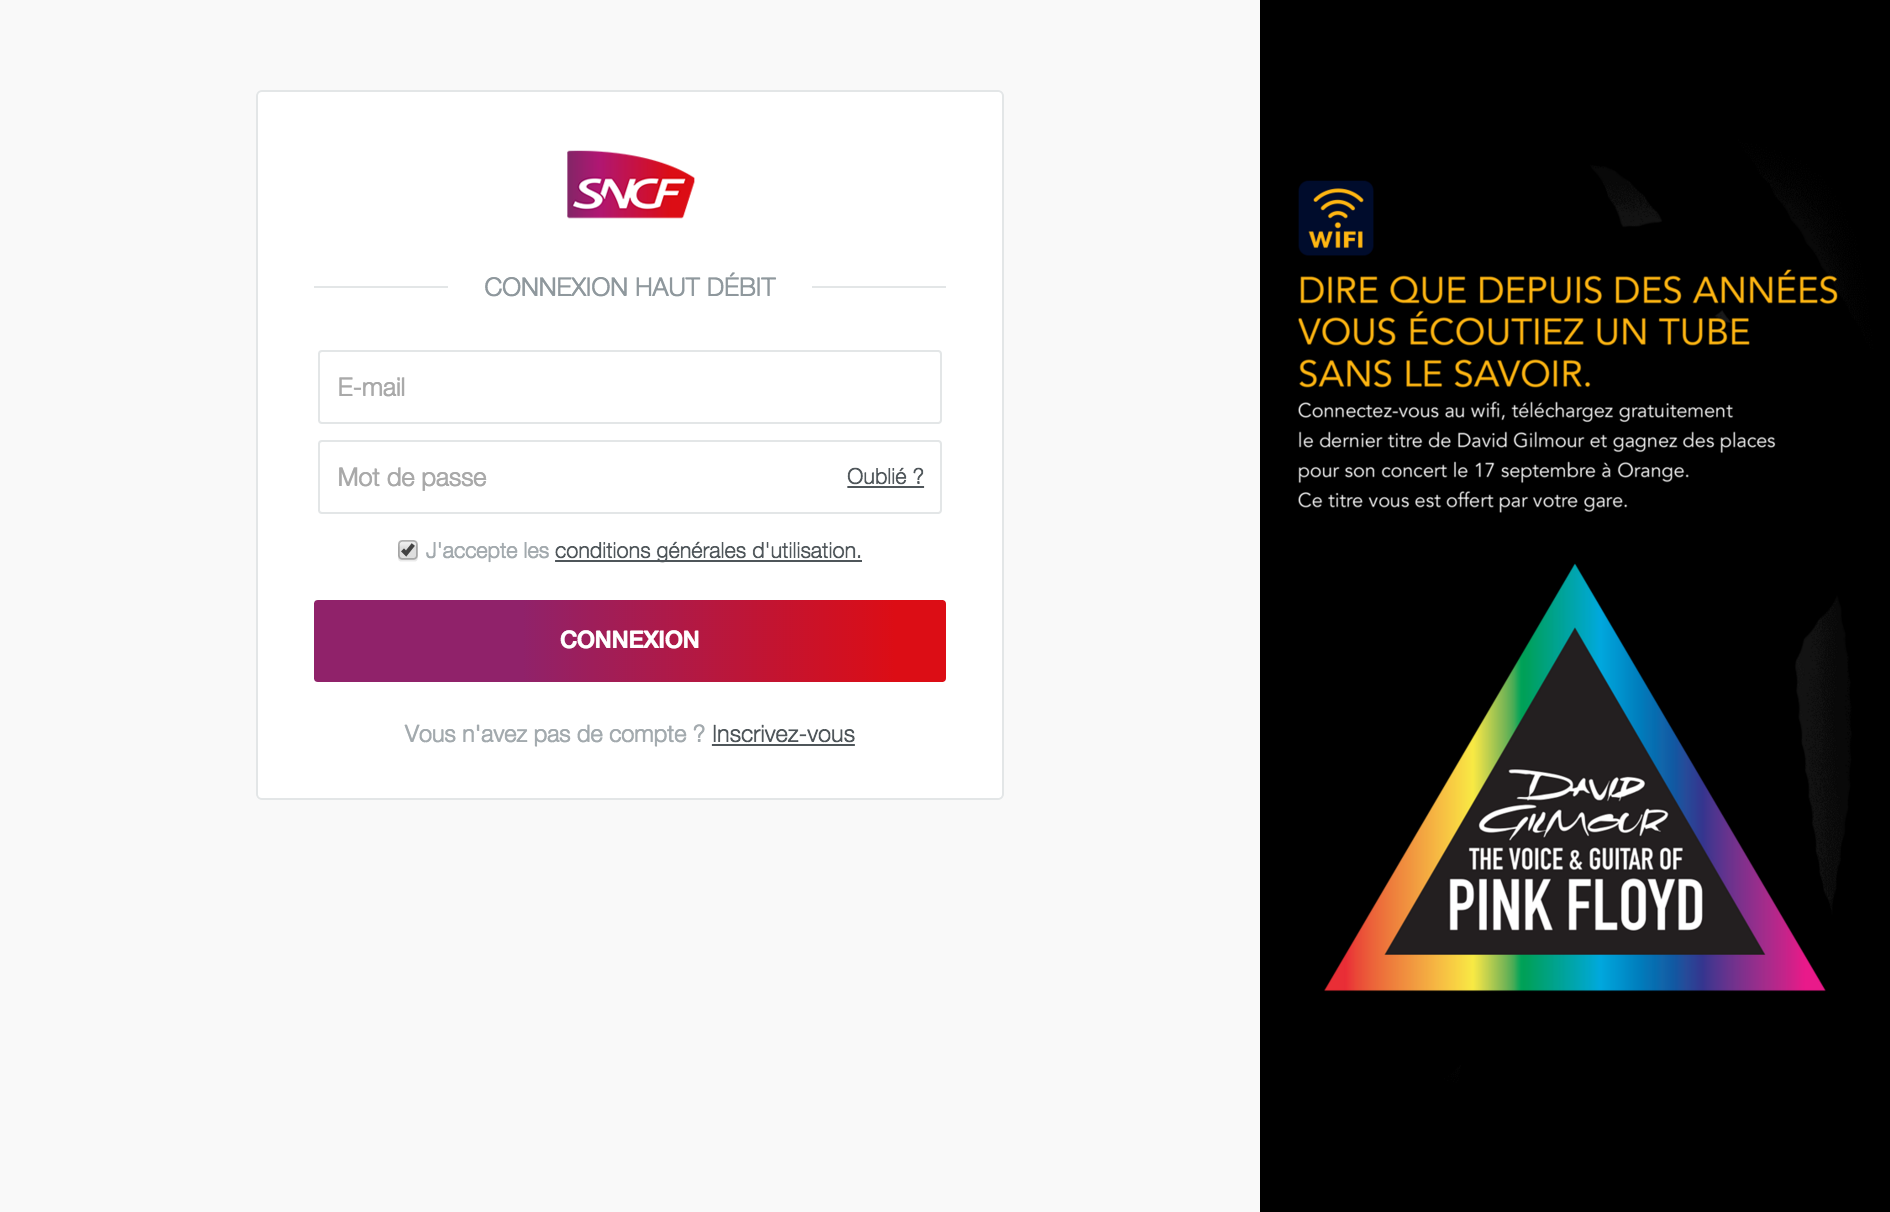 SNCF
CONNEXION HAUT DÉBIT
E-mail
Mot de passe
Oublié ?
J'accepte les conditions générales d'utilisation.
CONNEXION
Vous n'avez pas de compte ? Inscrivez-vous
WiFI
DIRE QUE DEPUIS DES ANNÉES
VOUS ÉCOUTIEZ UN TUBE
SANS LE SAVOIR.
Connectez-vous au wifi, téléchargez gratuitement
le dernier titre de David Gilmour et gagnez des places
pour son concert le 17 septembre à Orange.
Ce titre vous est offert par votre gare.
DAVID
GILMOUR
THE VOICE & GUITAR OF
PINK FLOYD